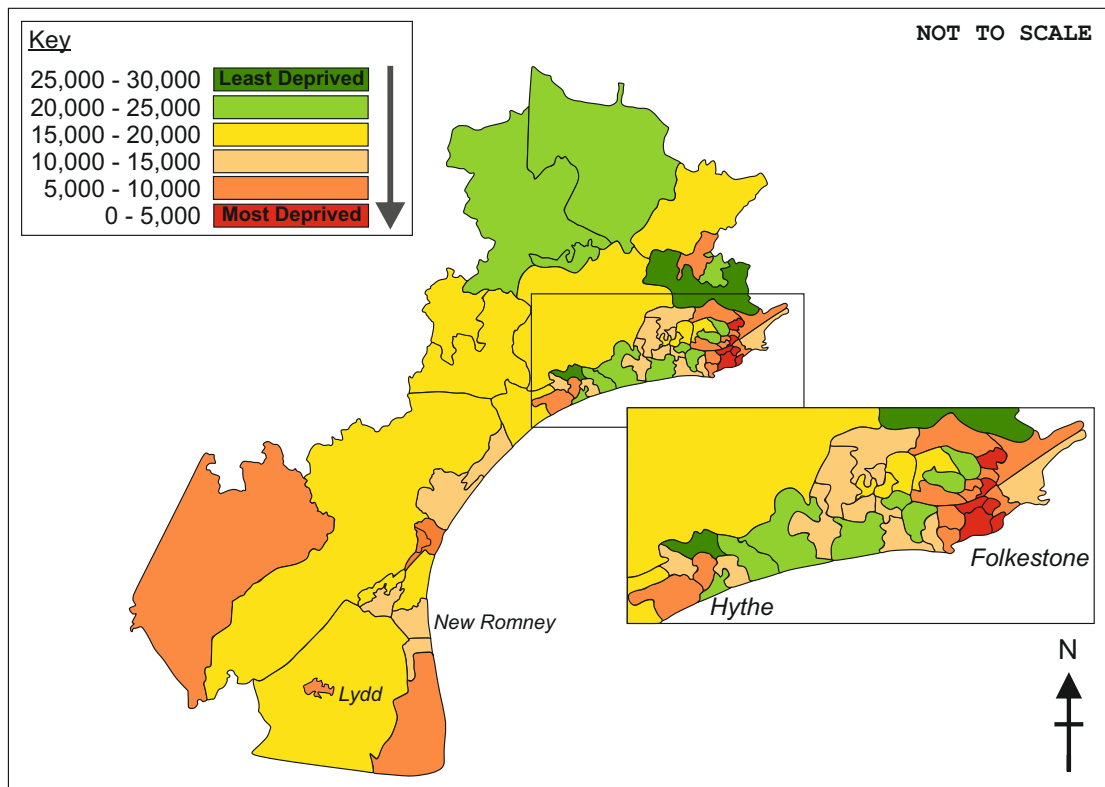 NOT TO SCALE
Key
25,000 - 30,000 Least Deprived
20,000 - 25,000
15,000 - 20,000
10,000 - 15,000
5,000 - 10,000
0 - 5,000 Most Deprived
Folkestone
Hythe
New Romney
Lydd
N